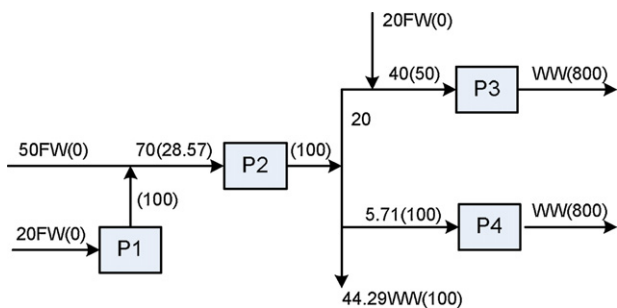 20FW(0)
40(50)
P3
WW(800)
20
50FW(0)
70(28.57)
P2
(100)
(100)
5.71(100)
P4
WW(800)
20FW(0)
P1
44.29WW(100)